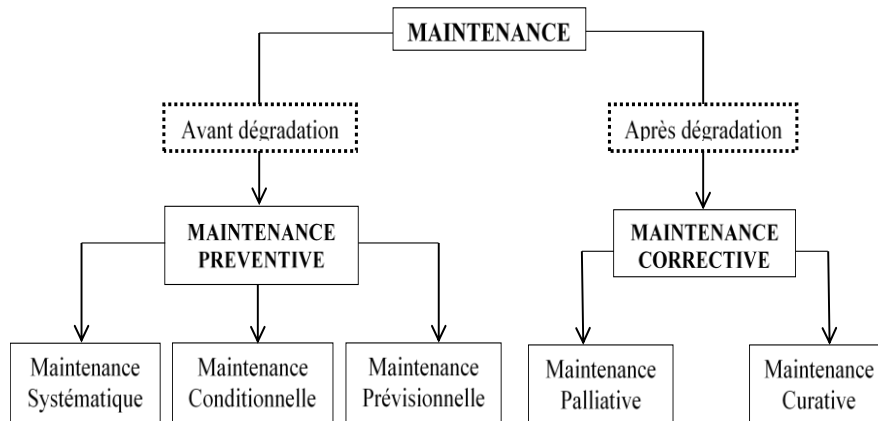 MAINTENANCE
Avant dégradation
Après dégradation
MAINTENANCE
PREVENTIVE
MAINTENANCE
CORRECTIVE
Maintenance
Systématique
Maintenance
Conditionnelle
Maintenance
Prévisionnelle
Maintenance
Palliative
Maintenance
Curative